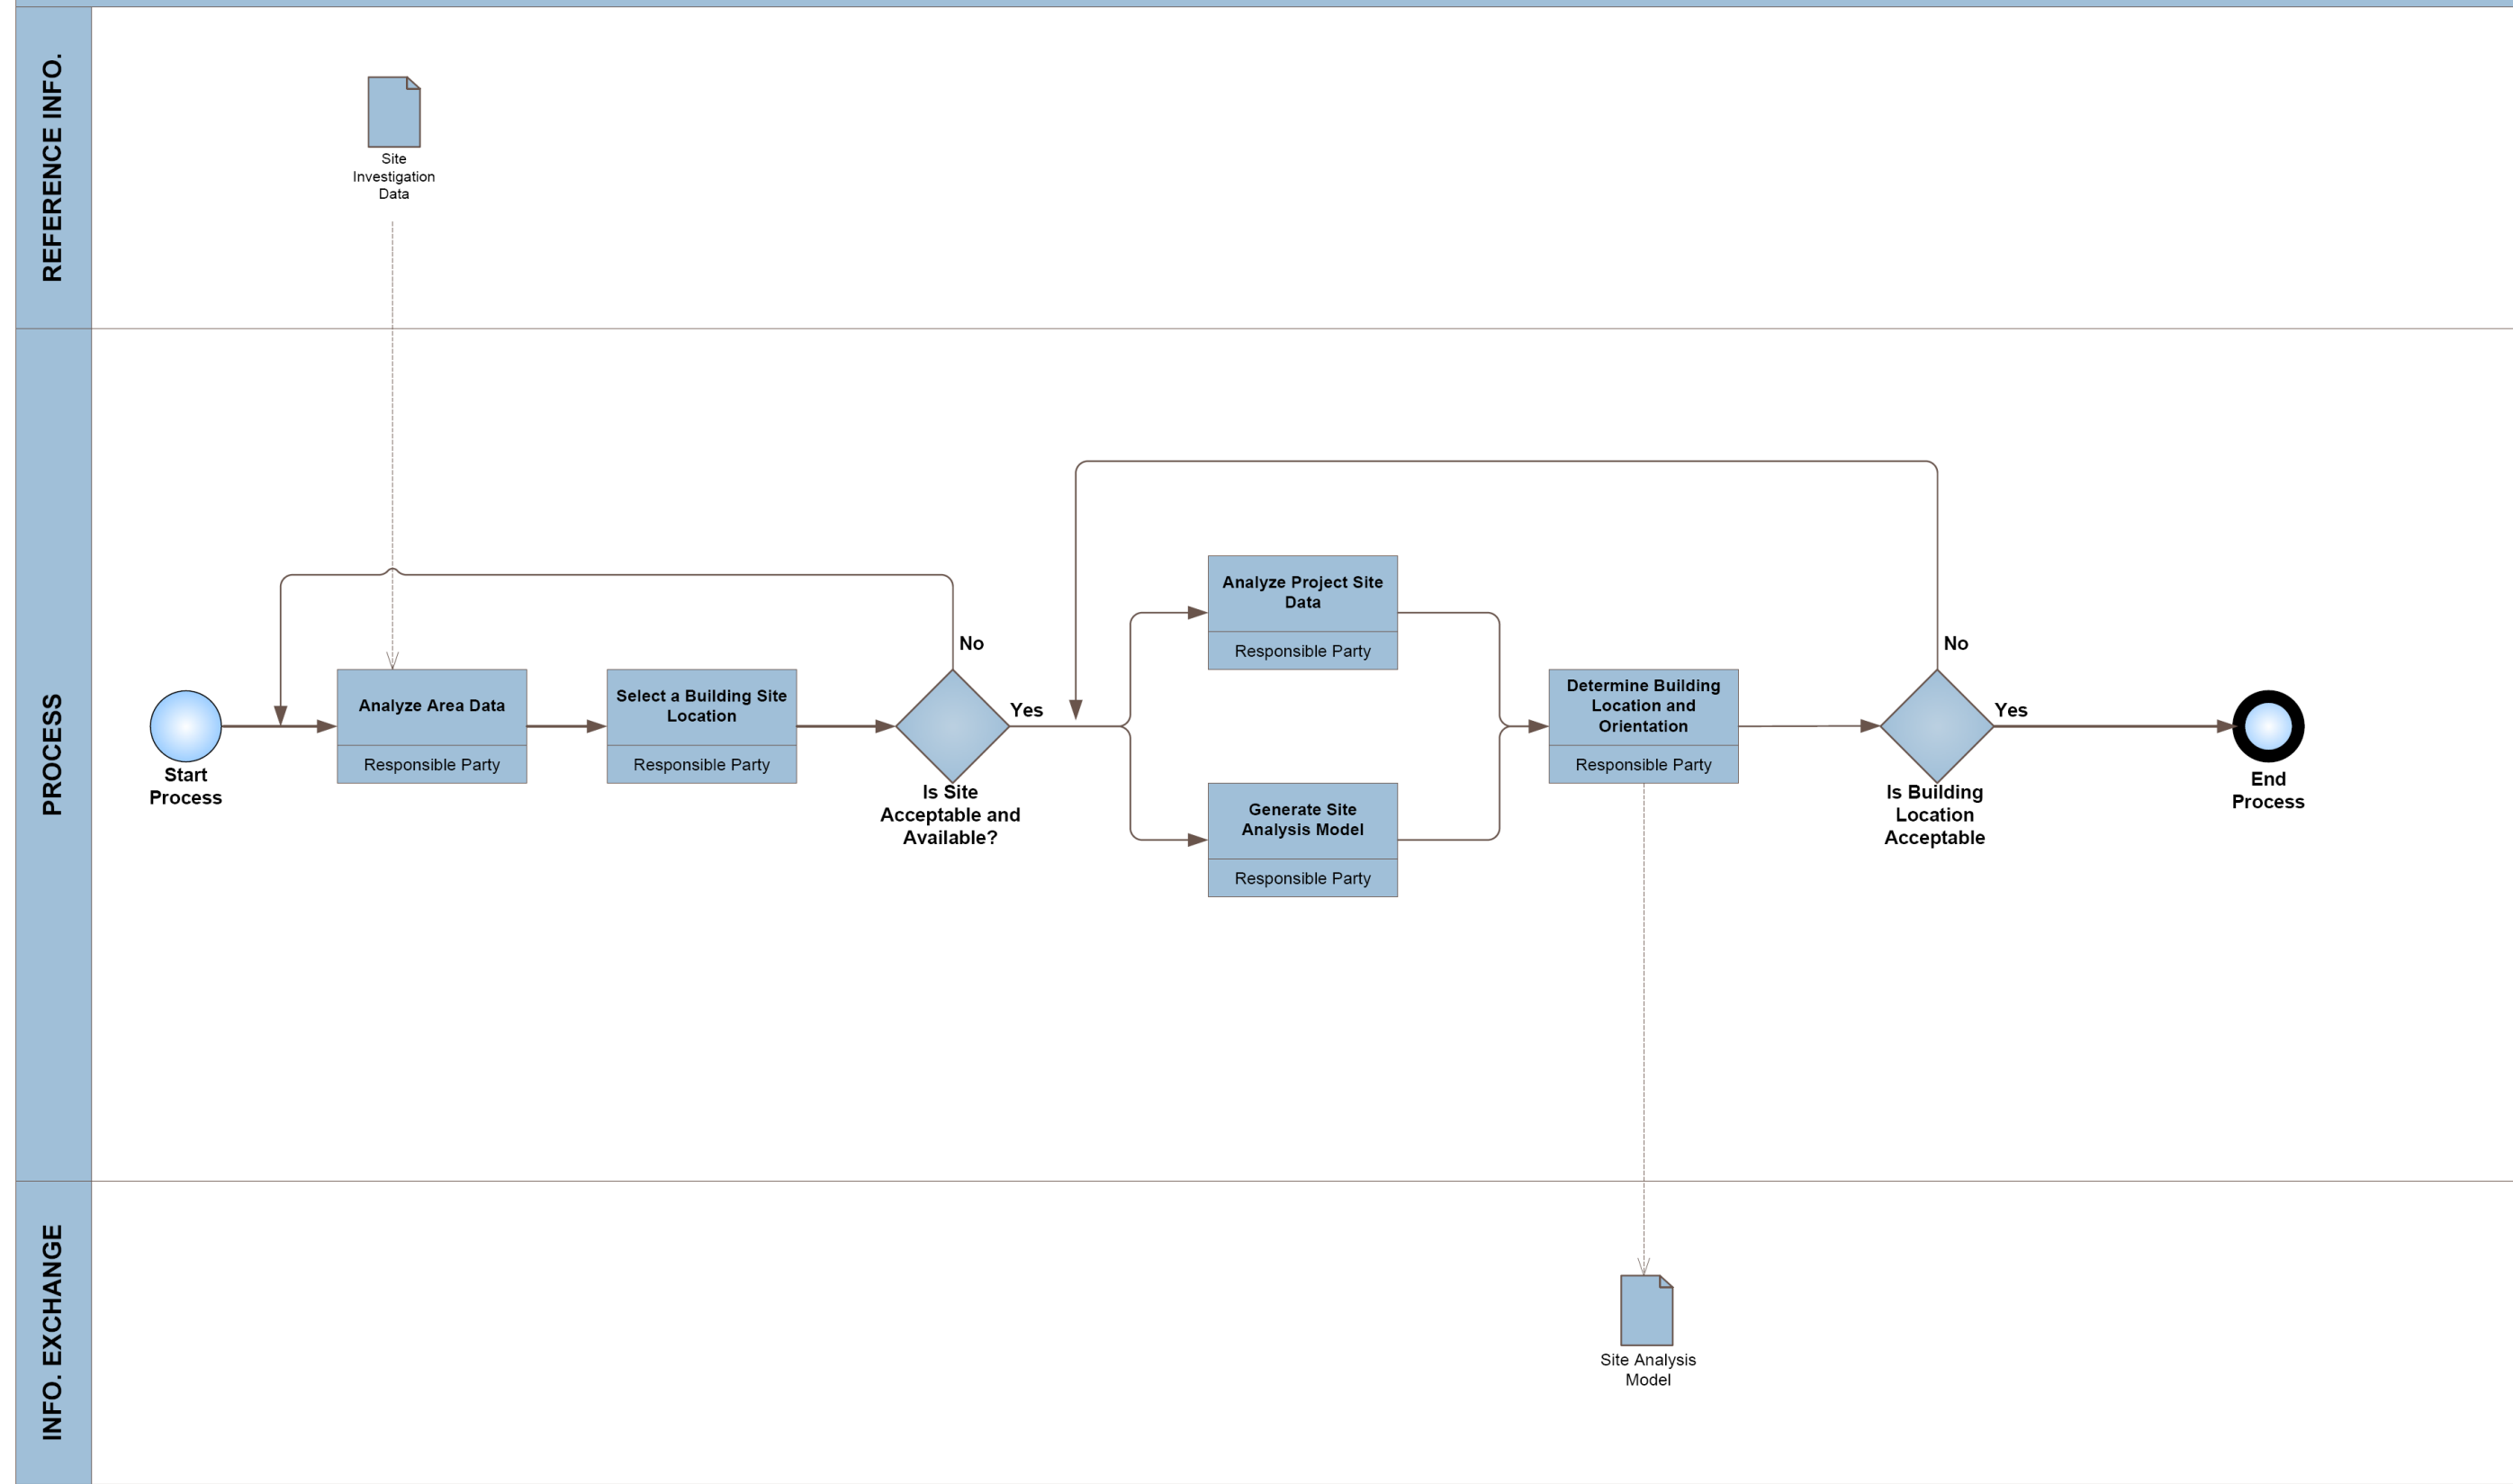 REFERENCE INFO.
Site
Investigation
Data
PROCESS
Start
Process
Analyze Area Data
Responsible Party
Select a Building Site
Location
Responsible Party
No
Yes
Is Site
Acceptable and
Available?
Analyze Project Site
Data
Responsible Party
Generate Site
Analysis Model
Responsible Party
Determine Building
Location and
Orientation
Responsible Party
No
Yes
Is Building
Location
Acceptable
End
Process
INFO. EXCHANGE
Site Analysis
Model